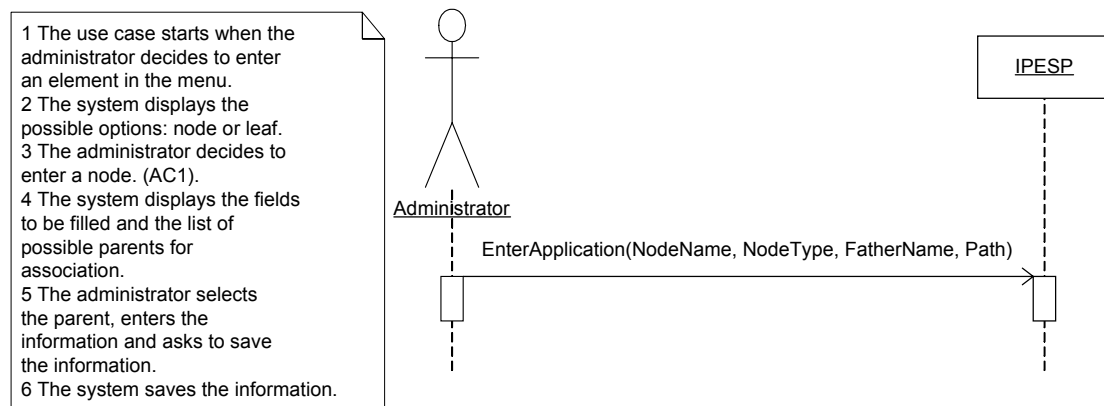 1 The use case starts when the
administrator decides to enter
an element in the menu.
2 The system displays the
possible options: node or leaf.
3 The administrator decides to
enter a node. (AC1).
4 The system displays the fields
to be filled and the list of
possible parents for
association.
5 The administrator selects
the parent, enters the
information and asks to save
the information.
6 The system saves the information.
Administrator
IPESP
EnterApplication(NodeName, NodeType, FatherName, Path)